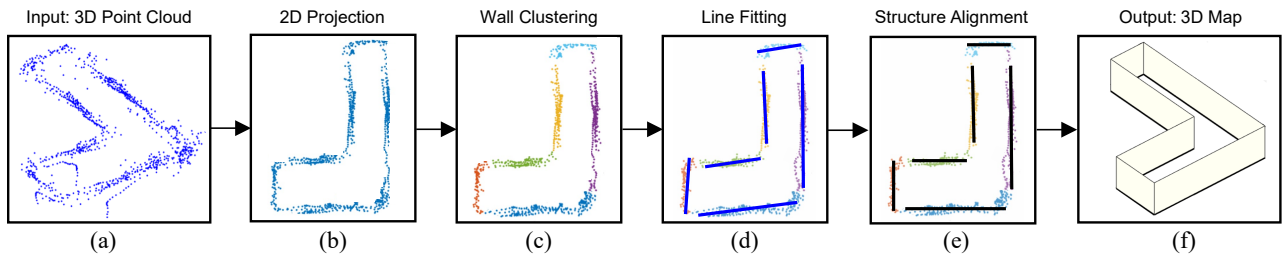 Input: 3D Point Cloud
2D Projection
Wall Clustering
Line Fitting
Structure Alignment
Output: 3D Map
(a)
(b)
(c)
(d)
(e)
(f)